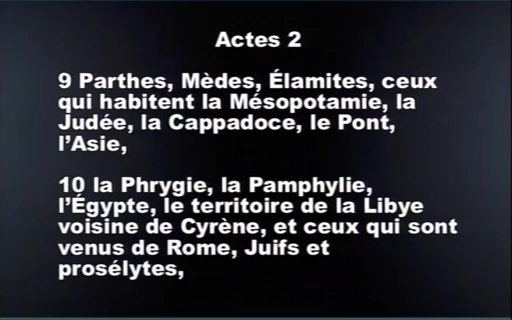 Actes 2
9 Parthes, Mèdes, Élamites, ceux
qui habitent la Mésopotamie, la
Judée, la Cappadoce, le Pont,
l'Asie,
10 la Phrygie, la Pamphylie,
l'Égypte, le territoire de la Libye
voisine de Cyrène, et ceux qui sont
venus de Rome, Juifs et
prosélytes,